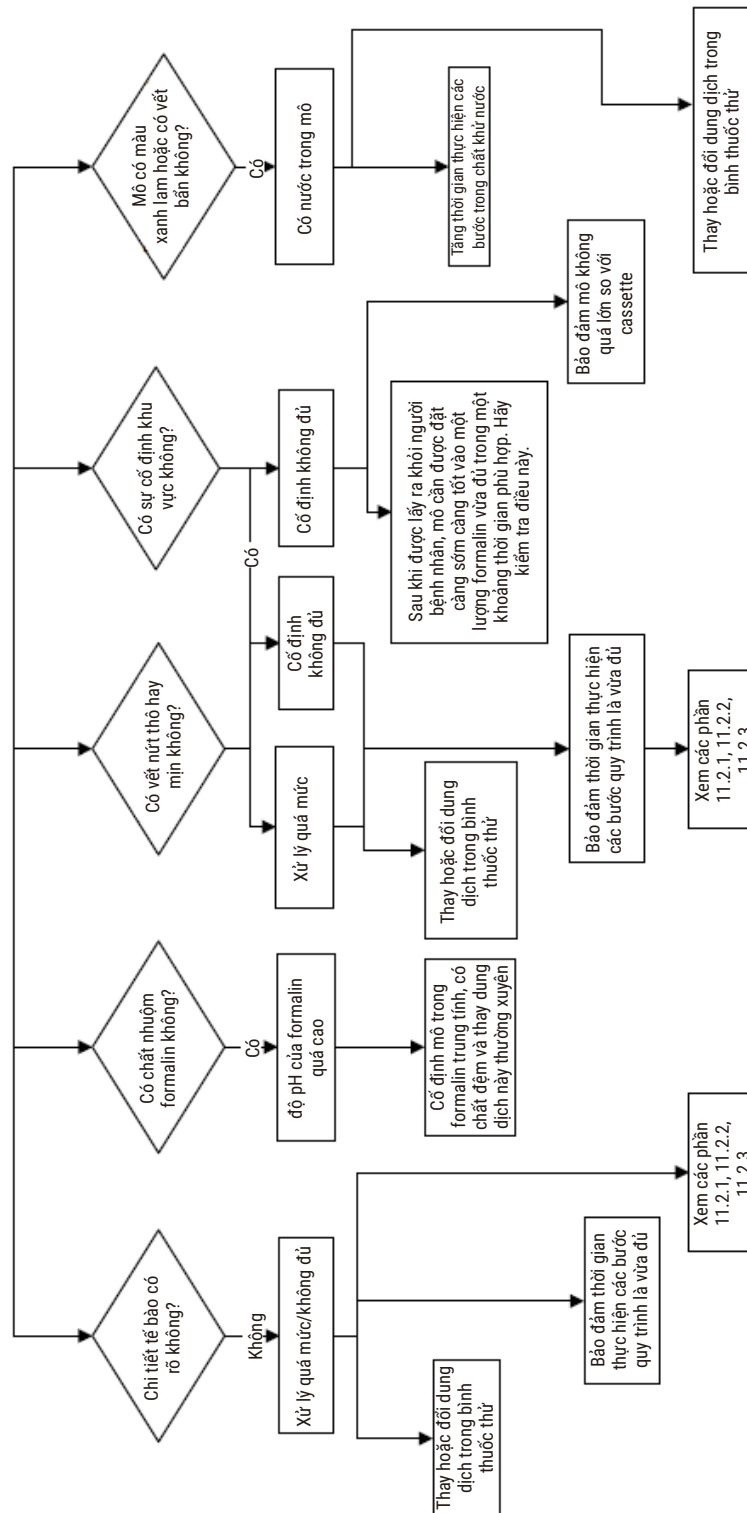 Chi tiết tế bào có
rõ không?
Không
Xử lý quá mức/không đủ
Thay hoặc đổi dung
dịch trong bình
thuốc thử
Bảo đảm thời gian
thực hiện các bước
quy trình là vừa đủ
Xem các phần
11.2.1, 11.2.2,
11.2.3
Có chất nhuộm
formalin không?
Có
độ pH của formalin
quá cao
Cố định mô trong
formalin trung tính, có
chất đệm và thay dung
dịch này thường xuyên
Có vết nứt thô hay
mịn không?
Xử lý quá mức
Cố định
không đủ
Thay hoặc đổi dung
dịch trong bình
thuốc thử
Bảo đảm thời gian thực hiện
các bước quy trình là vừa đủ
Xem các phần
11.2.1, 11.2.2,
11.2.3
Có sự cố định khu
vực không?
Có
Cố định không đủ
Sau khi được lấy ra khỏi người
bệnh nhân, mô cần được đặt
càng sớm càng tốt vào một
lượng formalin vừa đủ trong một
khoảng thời gian phù hợp. Hãy
kiểm tra điều này.
Bảo đảm mô không
quá lớn so với
cassette
Mô có màu
xanh lam hoặc có vết
bẩn không?
Có
Có nước trong mô
Tăng thời gian thực hiện các
bước trong chất khử nước
Thay hoặc đổi dung dịch trong
bình thuốc thử